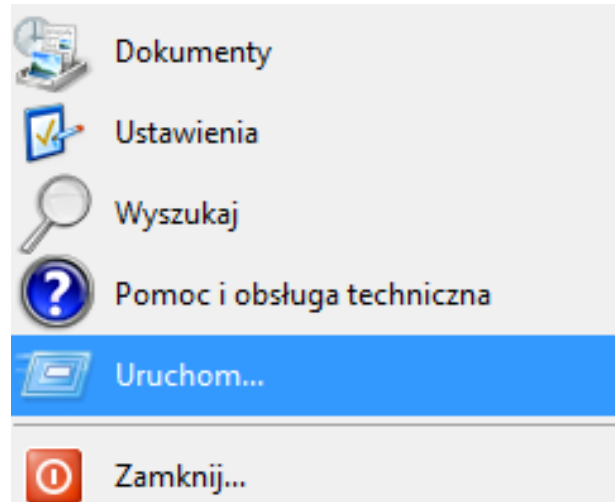 Dokumenty
Ustawienia
Wyszukaj
Pomoc i obsługa techniczna
Uruchom...
Zamknij...